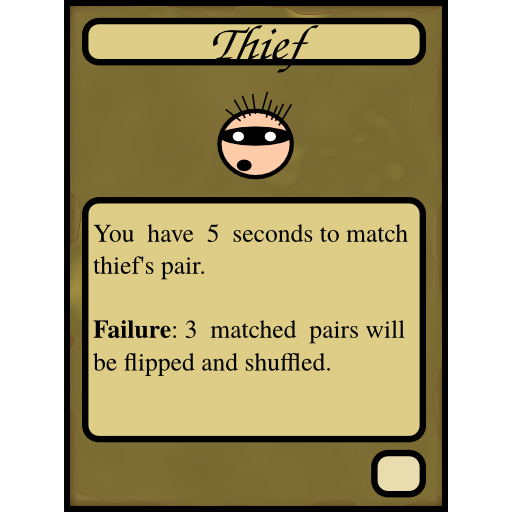 Thief
You have 5 seconds to match
thief's pair.
Failure: 3 matched pairs will
be flipped and shuffled.